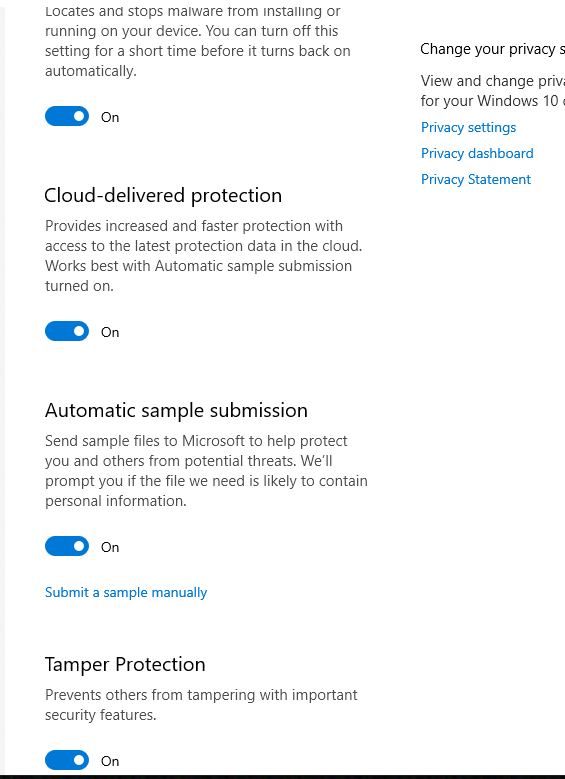 Locates and stops malware from installing or
running on your device. You can turn off this
setting for a short time before it turns back on
automatically.
On
Cloud-delivered protection
Provides increased and faster protection with
access to the latest protection data in the cloud.
Works best with Automatic sample submission
turned on.
On
Automatic sample submission
Send sample files to Microsoft to help protect
you and others from potential threats. We'll
prompt you if the file we need is likely to contain
personal information.
On
Submit a sample manually
Tamper Protection
Prevents others from tampering with important
security features.
On
Change your privacy s
View and change priva
for your Windows 10
Privacy settings
Privacy dashboard
Privacy Statement